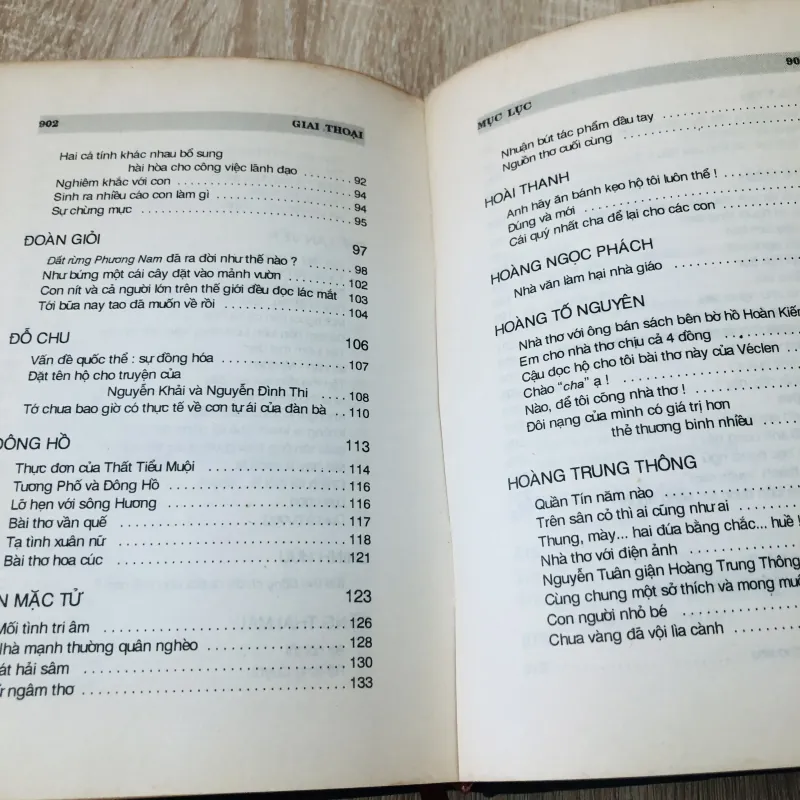 902 GIAI THOẠI
Hai cá tính khác nhau bổ sung
hài hòa cho công việc lãnh đạo ........ 92
Nghiêm khắc với con ........ 94
Sinh ra nhiều cáo con làm gì ........ 94
Sự chừng mực ........ 95
ĐOÀN GIỎI 97
Đất rừng Phương Nam đã ra đời như thế nào ? ........ 98
Như bứng một cái cây đặt vào mảnh vườn ........ 102
Con nít và cả người lớn trên thế giới đều đọc lác mắt 103
Tới bữa nay tao đã muốn về rồi ........ 104
ĐỖ CHU 106
Vấn đề quốc thể : sự đồng hóa ........ 107
Đặt tên hộ cho truyện của
Nguyễn Khải và Nguyễn Đình Thi ........ 108
Tớ chưa bao giờ có thực tế về cơn tự ái của đàn bà .. 110
ĐÔNG HỒ 113
Thực đơn của Thất Tiểu Muội ........ 114
Tương Phố và Đông Hồ ........ 116
Lỡ hẹn với sông Hương ........ 116
Bài thơ vần quế ........ 117
Tạ tình xuân nữ ........ 118
Bài thơ hoa cúc ........ 121
N MẶC TỬ 123
Mối tình tri âm ........ 126
Nhà mạnh thường quân nghèo ........ 128
át hải sâm ........ 130
ngâm thơ ........ 133
MỤC LỤC 90
Nhuận bút tác phẩm đầu tay ........
Nguồn thơ cuối cùng ........
HOÀI THANH
Anh hãy ăn bánh kẹo hộ tôi luôn thể ! ........
Đúng và mới ........
Cái quý nhất cha để lại cho các con ........
HOÀNG NGỌC PHÁCH
Nhà văn làm hại nhà giáo ........
HOÀNG TỐ NGUYÊN
Nhà thơ với ông bán sách bên bờ hồ Hoàn Kiếm
Em cho nhà thơ chịu cả 4 đồng ........
Cậu đọc hộ cho tôi bài thơ này của Véclen ........
Chào "cha" ạ ! ........
Nào, để tôi cõng nhà thơ ! ........
Đôi nạng của mình có giá trị hơn
thẻ thương binh nhiều ........
HOÀNG TRUNG THÔNG
Quần Tín năm nào ........
Trên sân cỏ thì ai cũng như ai ........
Thung, mày... hai đứa bằng chắc... huề !
Nhà thơ với điện ảnh ........
Nguyễn Tuân giận Hoàng Trung Thông
Cùng chung một sở thích và mong muố
Con người nhỏ bé ........
Chưa vàng đã vội lìa cành ........